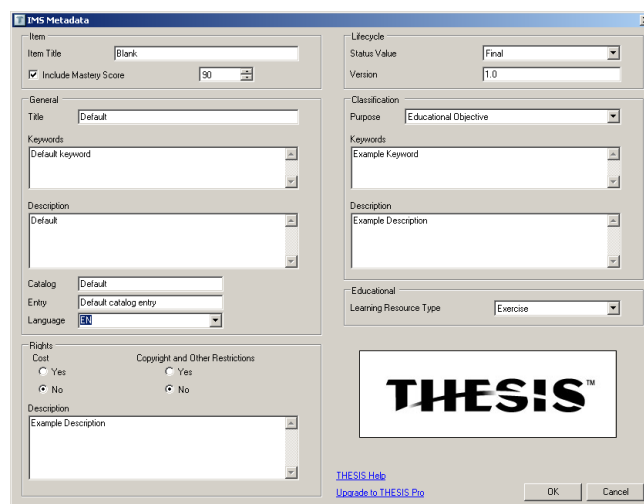 IMS Metadata
Item
Item Title Blank
Include Mastery Score 90
General
Title Default
Keywords
Default keyword
Description
Default
Catalog Default
Entry Default catalog entry
Language EN
Rights
Cost Copyright and Other Restrictions
Yes Yes
No No
Description
Example Description
Lifecycle
Status Value Final
Version 1.0
Classification
Purpose Educational Objective
Keywords
Example Keyword
Description
Example Description
Educational
Learning Resource Type Exercise
THESIS™
THESIS Help
Upgrade to THESIS Pro
OK Cancel